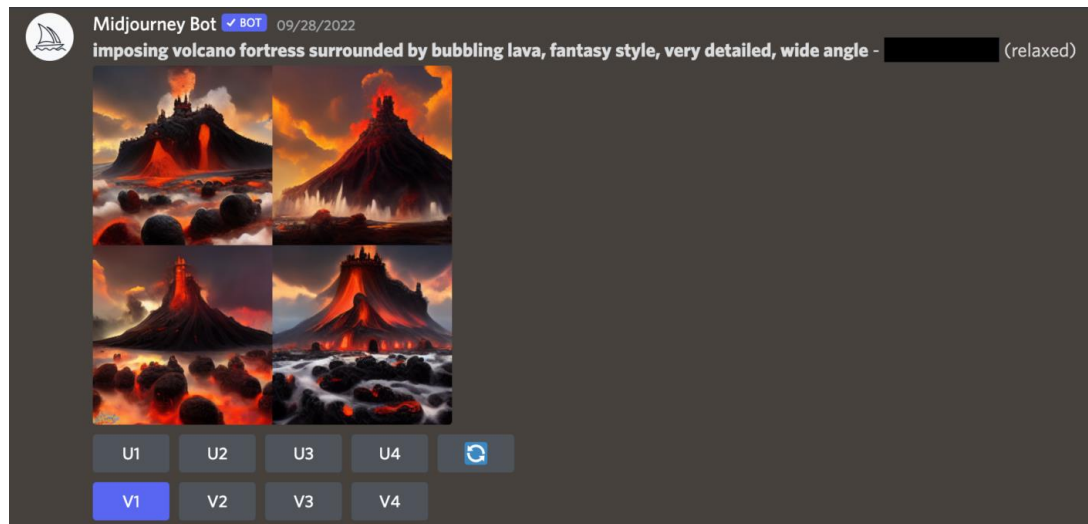 Midjourney Bot ✓ BOT 09/28/2022
imposing volcano fortress surrounded by bubbling lava, fantasy style, very detailed, wide angle - (relaxed)
U1 U2 U3 U4
V1 V2 V3 V4